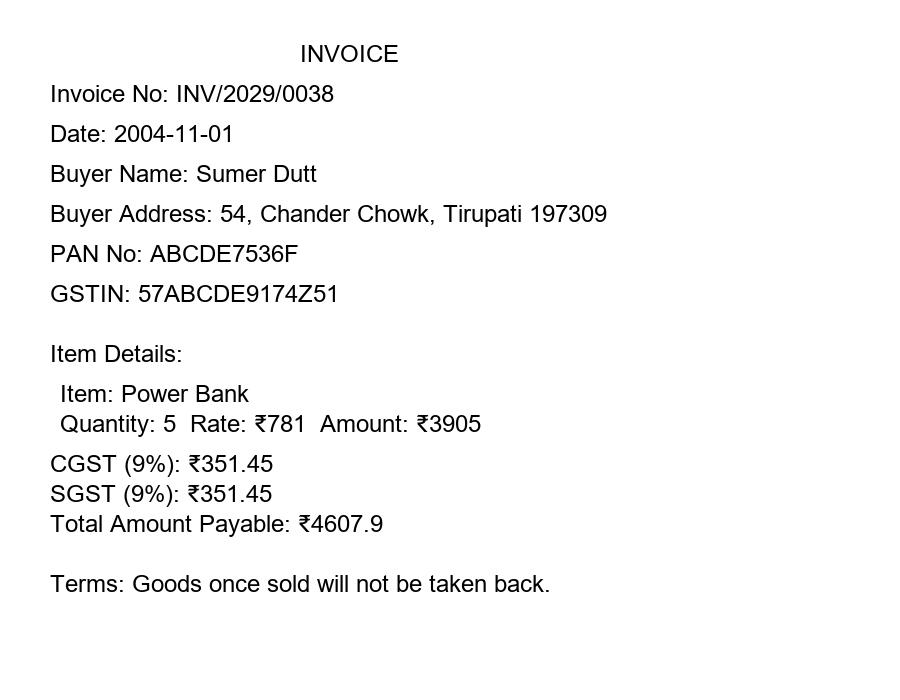 INVOICE
Invoice No: INV/2029/0038
Date: 2004-11-01
Buyer Name: Sumer Dutt
Buyer Address: 54, Chander Chowk, Tirupati 197309
PAN No: ABCDE7536F
GSTIN: 57ABCDE9174Z51
Item Details:
Item: Power Bank
Quantity: 5  Rate: ₹781  Amount: ₹3905
CGST (9%): ₹351.45
SGST (9%): ₹351.45
Total Amount Payable: ₹4607.9
Terms: Goods once sold will not be taken back.